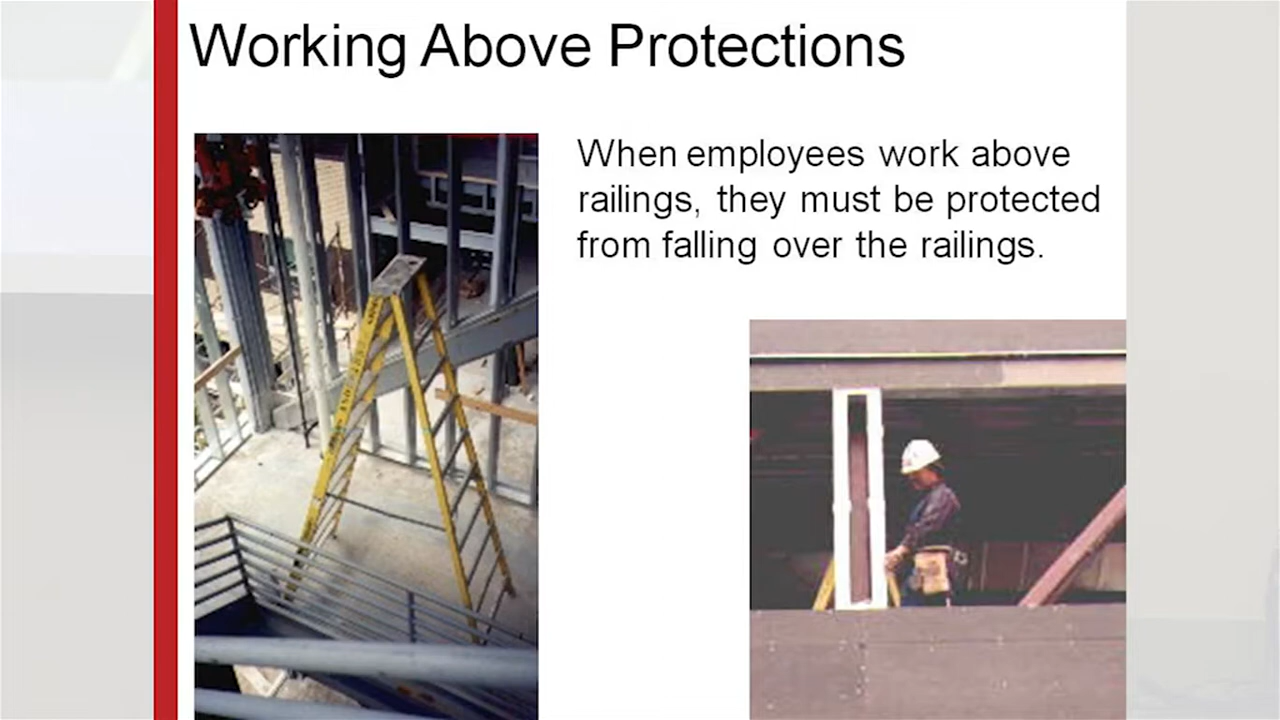 Working Above Protections
When employees work above
railings, they must be protected
from falling over the railings.